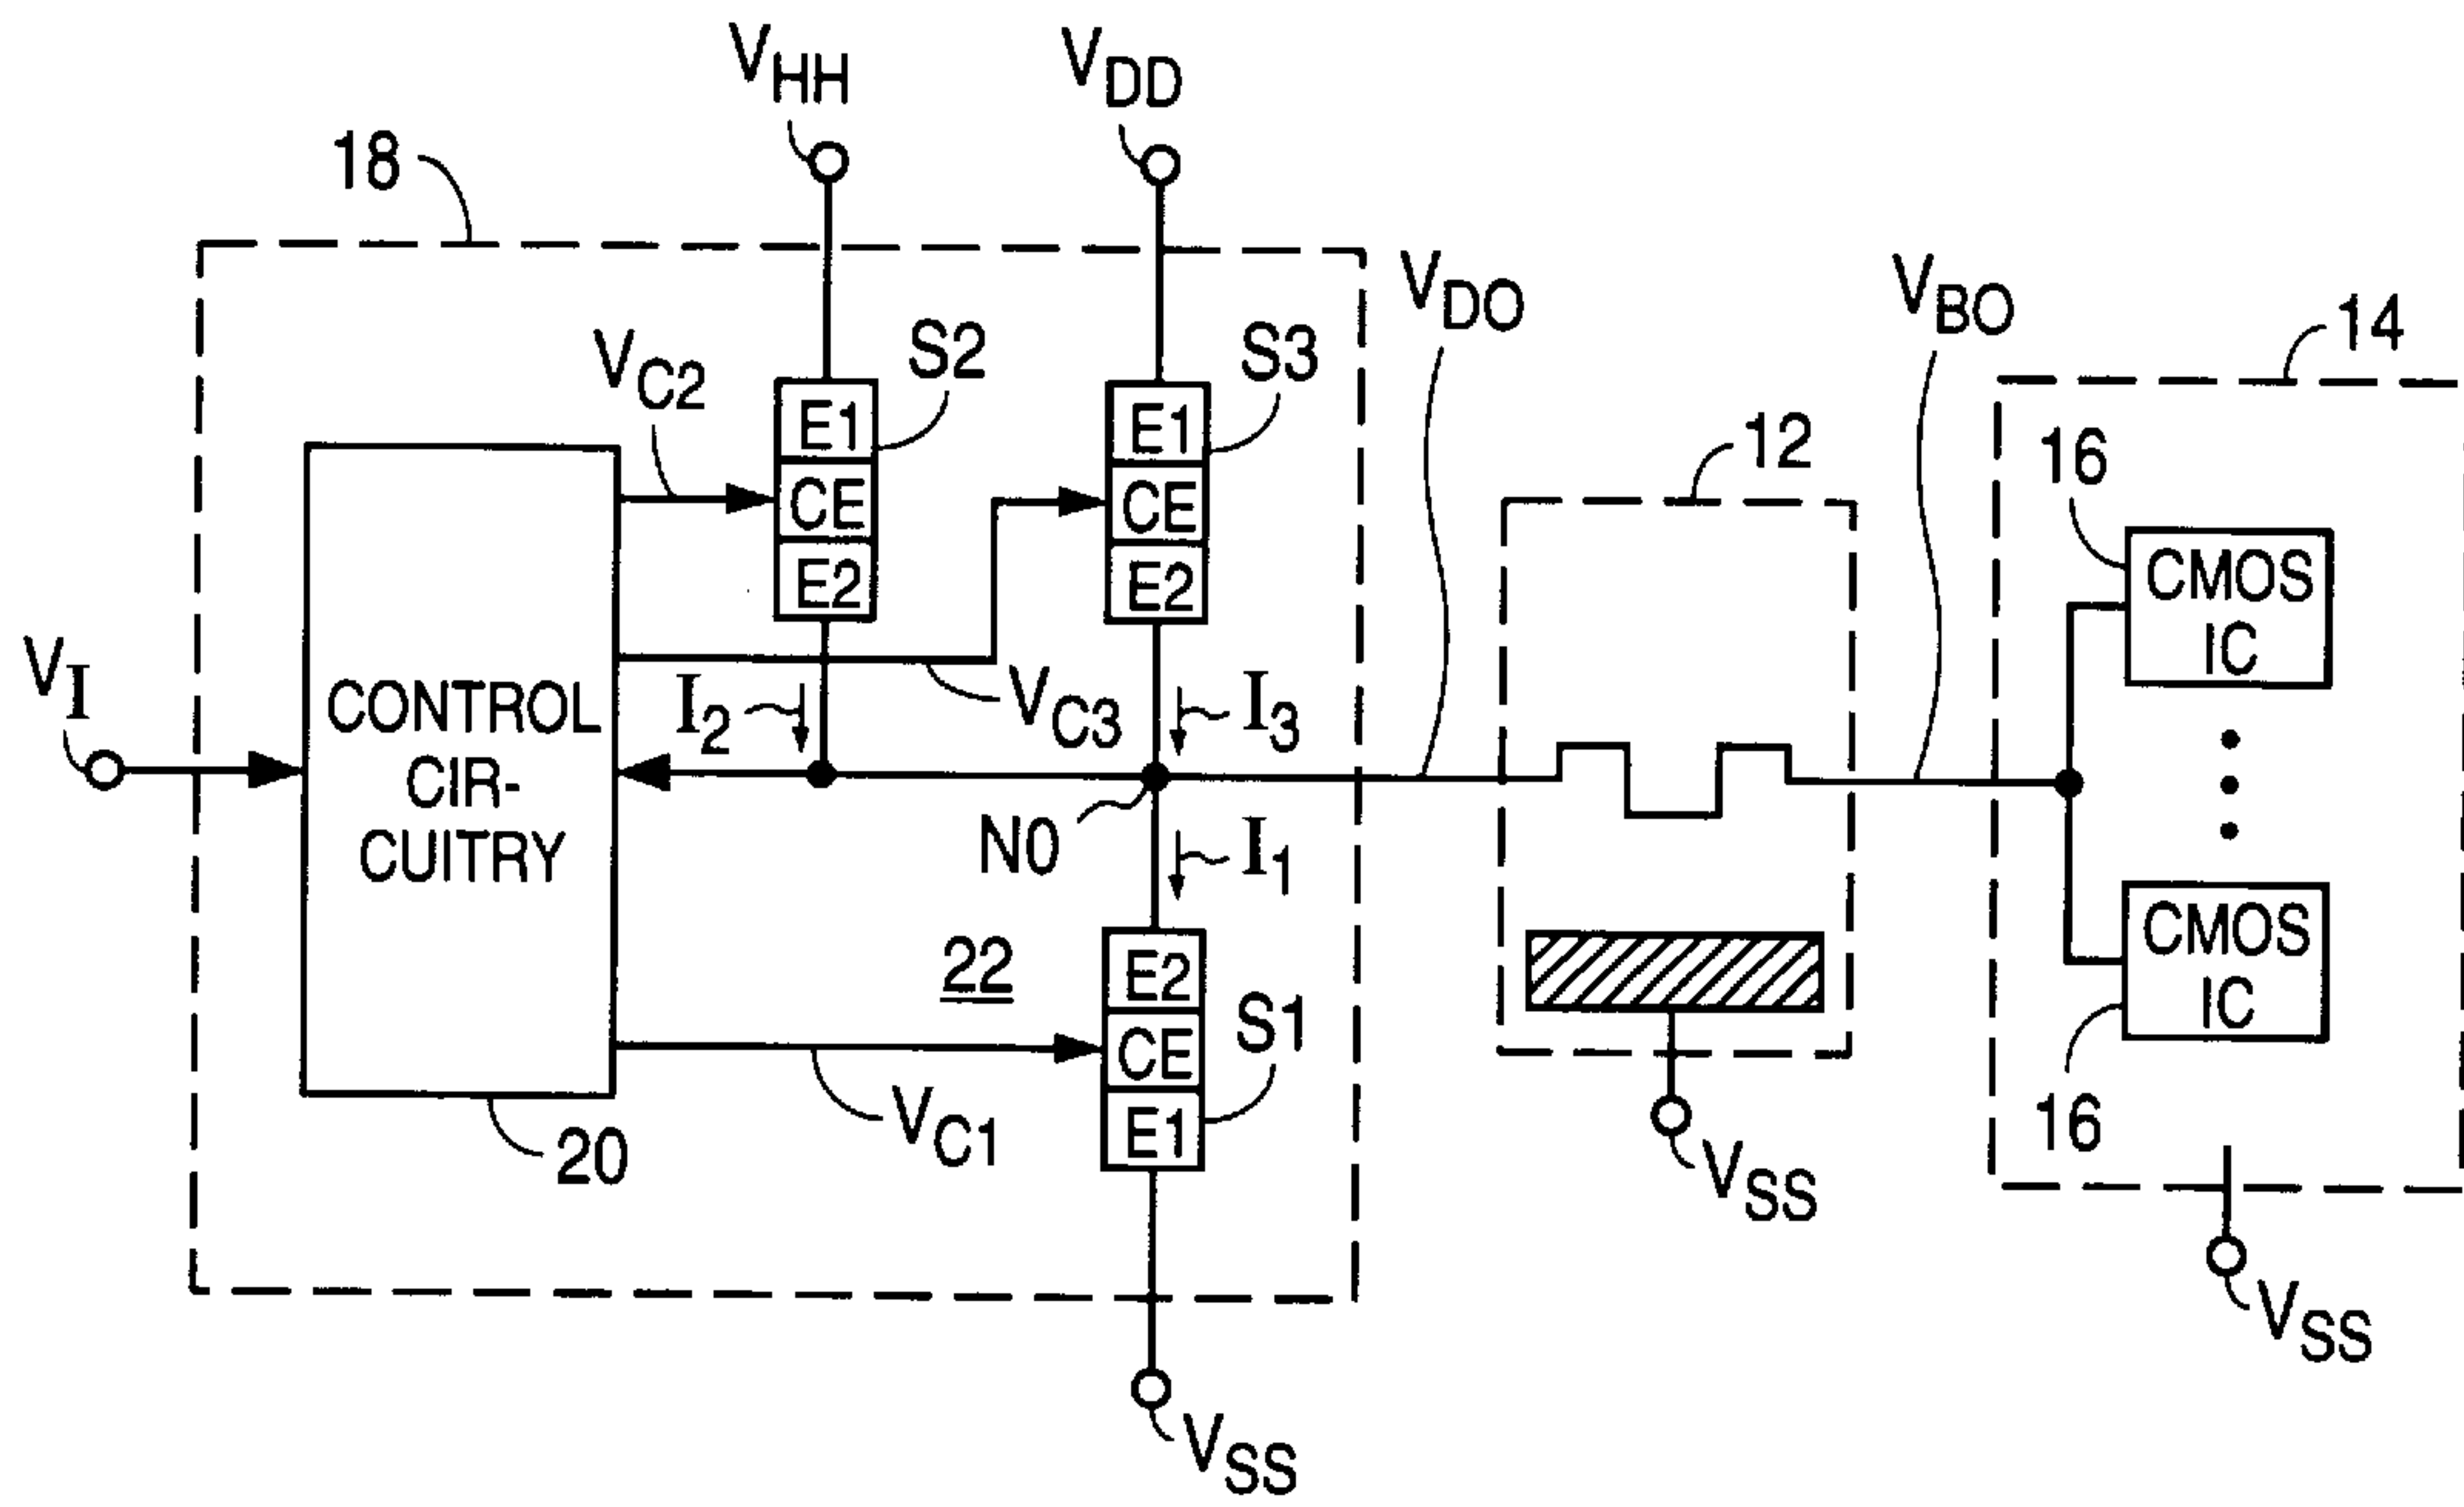 VHH
VDD
18
VDO
VBO
14
VC2
S2
S3
E1
CE
E2
E1
CE
E2
12
16
CMOS
IC
VI
CONTROL
CIR-
CUITRY
I2
VC3
I3
N0
I1
22
E2
CE
E1
S1
VC1
20
CMOS
IC
16
VSS
VSS
VSS